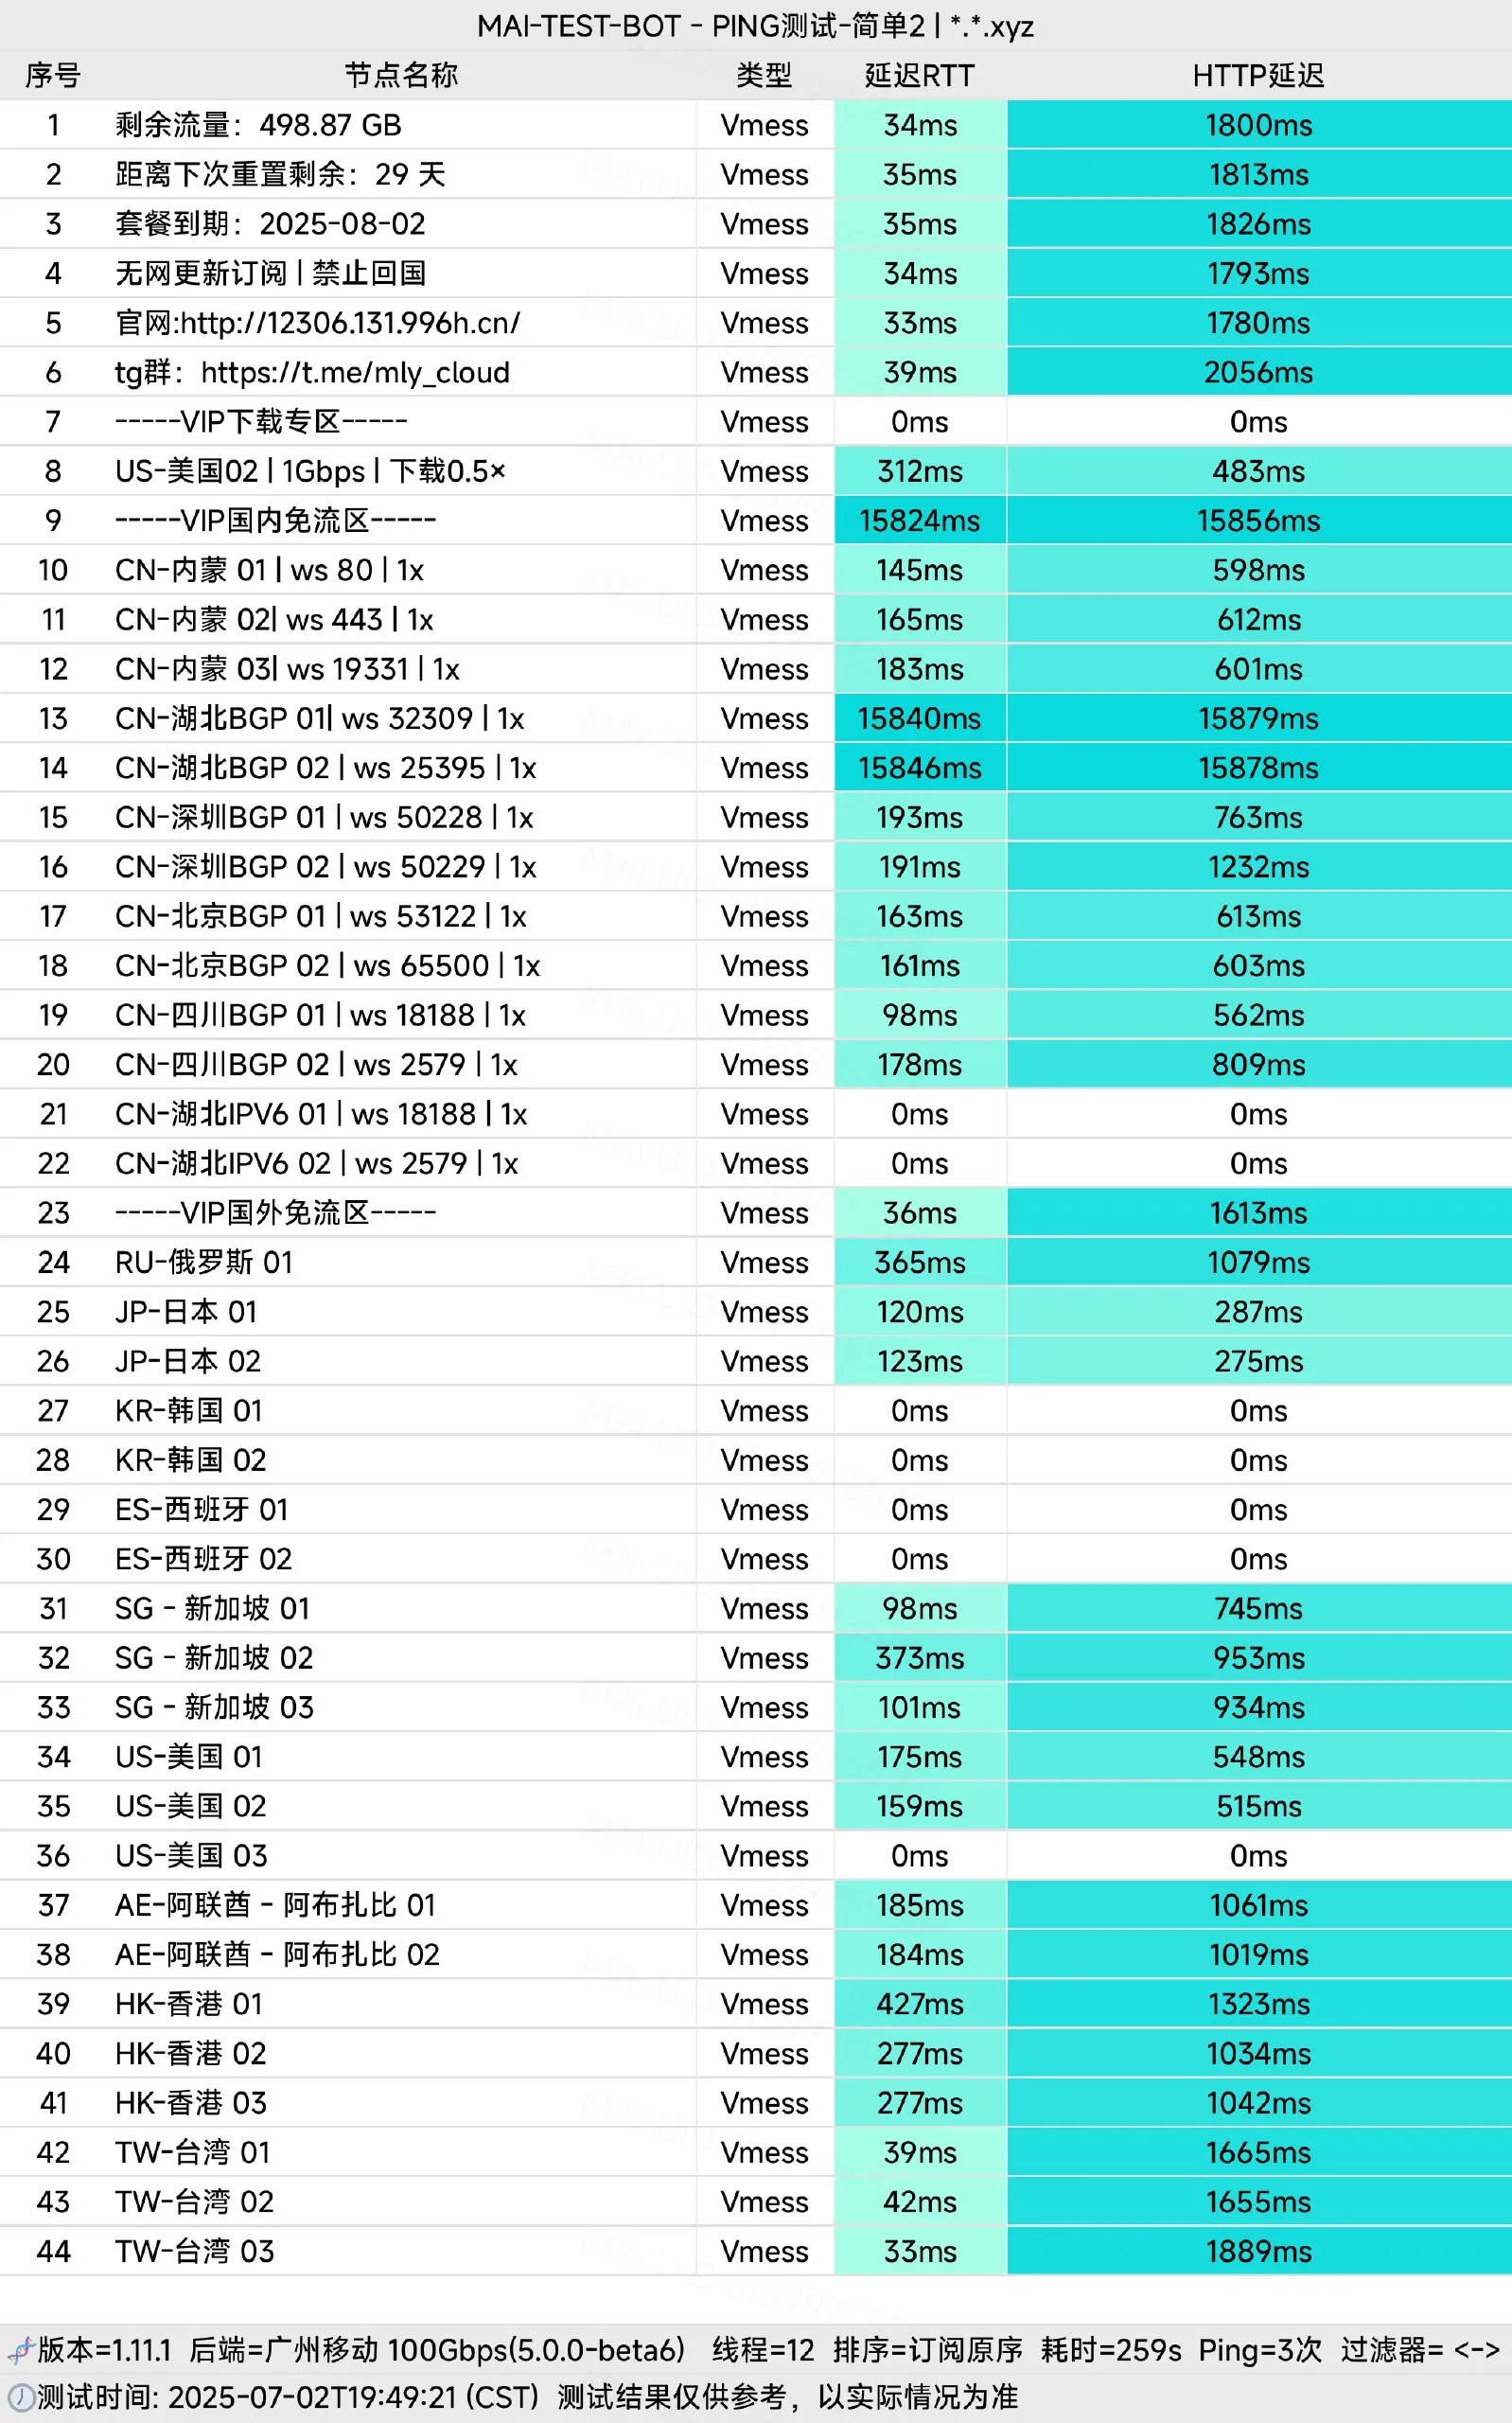 MAI-TEST-BOT - PING测试-简单2 | *.*.xyz
序号 节点名称 类型 延迟RTT HTTP延迟
1 剩余流量：498.87 GB Vmess 34ms 1800ms
2 距离下次重置剩余：29 天 Vmess 35ms 1813ms
3 套餐到期：2025-08-02 Vmess 35ms 1826ms
4 无网更新订阅 | 禁止回国 Vmess 34ms 1793ms
5 官网:http://12306.131.996h.cn/ Vmess 33ms 1780ms
6 tg群：https://t.me/mly_cloud Vmess 39ms 2056ms
7 -----VIP下载专区----- Vmess 0ms 0ms
8 US-美国02 | 1Gbps | 下载0.5× Vmess 312ms 483ms
9 -----VIP国内免流区----- Vmess 15824ms 15856ms
10 CN-内蒙 01 | ws 80 | 1x Vmess 145ms 598ms
11 CN-内蒙 02| ws 443 | 1x Vmess 165ms 612ms
12 CN-内蒙 03| ws 19331 | 1x Vmess 183ms 601ms
13 CN-湖北BGP 01| ws 32309 | 1x Vmess 15840ms 15879ms
14 CN-湖北BGP 02 | ws 25395 | 1x Vmess 15846ms 15878ms
15 CN-深圳BGP 01 | ws 50228 | 1x Vmess 193ms 763ms
16 CN-深圳BGP 02 | ws 50229 | 1x Vmess 191ms 1232ms
17 CN-北京BGP 01 | ws 53122 | 1x Vmess 163ms 613ms
18 CN-北京BGP 02 | ws 65500 | 1x Vmess 161ms 603ms
19 CN-四川BGP 01 | ws 18188 | 1x Vmess 98ms 562ms
20 CN-四川BGP 02 | ws 2579 | 1x Vmess 178ms 809ms
21 CN-湖北IPV6 01 | ws 18188 | 1x Vmess 0ms 0ms
22 CN-湖北IPV6 02 | ws 2579 | 1x Vmess 0ms 0ms
23 -----VIP国外免流区----- Vmess 36ms 1613ms
24 RU-俄罗斯 01 Vmess 365ms 1079ms
25 JP-日本 01 Vmess 120ms 287ms
26 JP-日本 02 Vmess 123ms 275ms
27 KR-韩国 01 Vmess 0ms 0ms
28 KR-韩国 02 Vmess 0ms 0ms
29 ES-西班牙 01 Vmess 0ms 0ms
30 ES-西班牙 02 Vmess 0ms 0ms
31 SG - 新加坡 01 Vmess 98ms 745ms
32 SG - 新加坡 02 Vmess 373ms 953ms
33 SG - 新加坡 03 Vmess 101ms 934ms
34 US-美国 01 Vmess 175ms 548ms
35 US-美国 02 Vmess 159ms 515ms
36 US-美国 03 Vmess 0ms 0ms
37 AE-阿联酋 - 阿布扎比 01 Vmess 185ms 1061ms
38 AE-阿联酋 - 阿布扎比 02 Vmess 184ms 1019ms
39 HK-香港 01 Vmess 427ms 1323ms
40 HK-香港 02 Vmess 277ms 1034ms
41 HK-香港 03 Vmess 277ms 1042ms
42 TW-台湾 01 Vmess 39ms 1665ms
43 TW-台湾 02 Vmess 42ms 1655ms
44 TW-台湾 03 Vmess 33ms 1889ms
版本=1.11.1 后端=广州移动 100Gbps(5.0.0-beta6) 线程=12 排序=订阅原序 耗时=259s Ping=3次 过滤器= <->
测试时间: 2025-07-02T19:49:21 (CST) 测试结果仅供参考，以实际情况为准